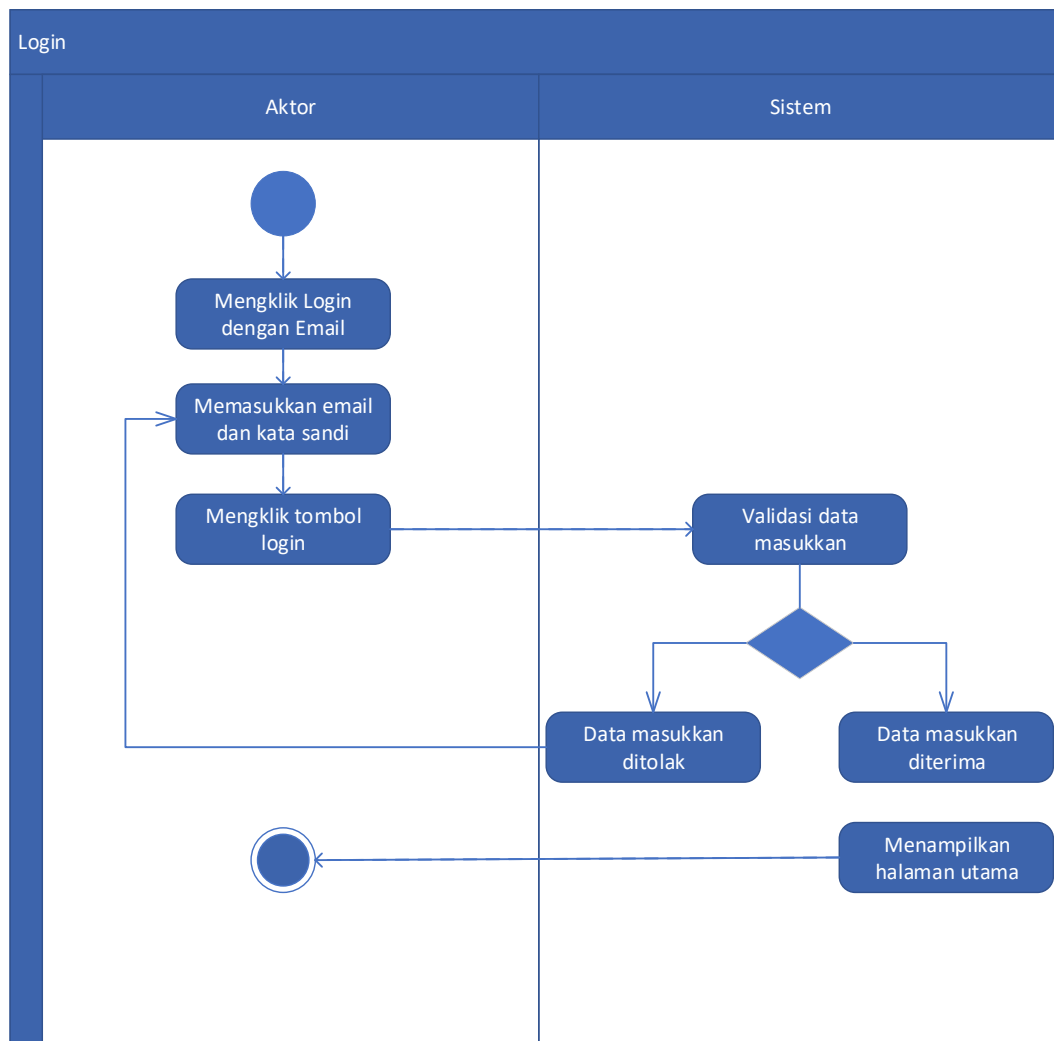 Login
Aktor
Sistem
Mengklik Login
dengan Email
Memasukkan email
dan kata sandi
Mengklik tombol
login
Validasi data
masukkan
Data masukkan
ditolak
Data masukkan
diterima
Menampilkan
halaman utama